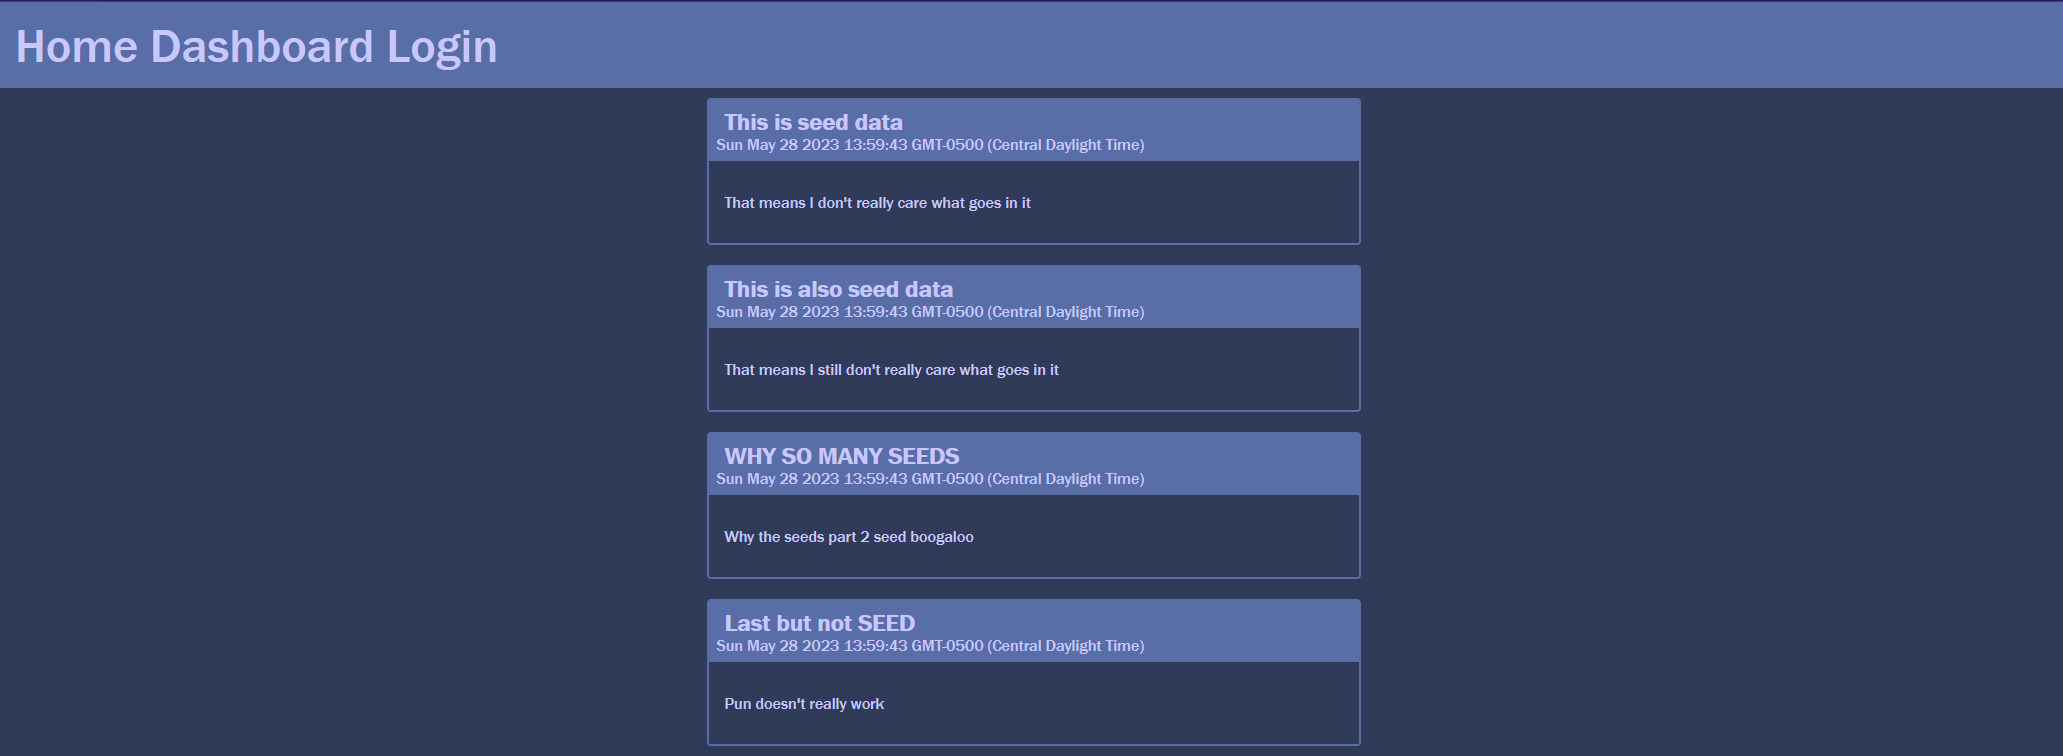 Home Dashboard Login
This is seed data
Sun May 28 2023 13:59:43 GMT-0500 (Central Daylight Time)
That means I don't really care what goes in it
This is also seed data
Sun May 28 2023 13:59:43 GMT-0500 (Central Daylight Time)
That means I still don't really care what goes in it
WHY SO MANY SEEDS
Sun May 28 2023 13:59:43 GMT-0500 (Central Daylight Time)
Why the seeds part 2 seed boogaloo
Last but not SEED
Sun May 28 2023 13:59:43 GMT-0500 (Central Daylight Time)
Pun doesn't really work